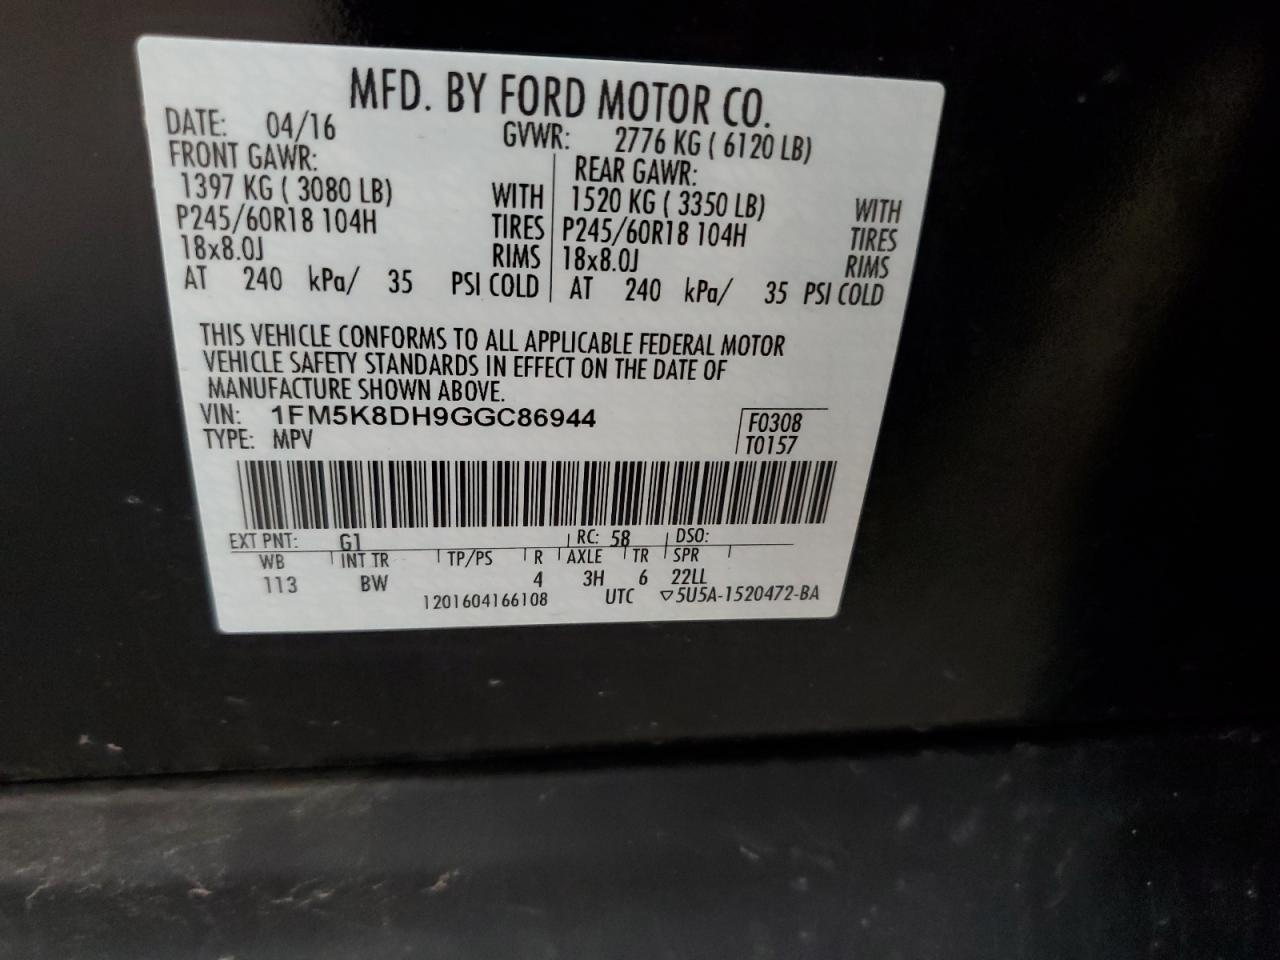 MFD. BY FORD MOTOR CO.
DATE: 04/16 GVWR: 2776 KG ( 6120 LB)
FRONT GAWR: REAR GAWR:
1397 KG ( 3080 LB) WITH 1520 KG ( 3350 LB) WITH
P245/60R18 104H TIRES P245/60R18 104H TIRES
18x8.0J RIMS 18x8.0J RIMS
AT 240 kPa/ 35 PSI COLD AT 240 kPa/ 35 PSI COLD
THIS VEHICLE CONFORMS TO ALL APPLICABLE FEDERAL MOTOR
VEHICLE SAFETY STANDARDS IN EFFECT ON THE DATE OF
MANUFACTURE SHOWN ABOVE.
VIN: 1FM5K8DH9GGC86944 F0308
TYPE: MPV T0157
EXT PNT: G1 RC: 58 DSO:
WB INT TR TP/PS R AXLE TR SPR
113 BW 4 3H 6 22LL
1201604166108 UTC ▽5U5A-1520472-BA